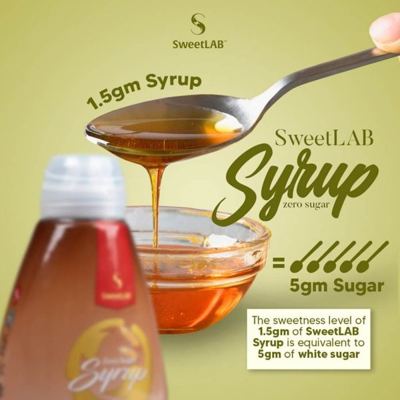 SweetLAB™
1.5gm Syrup
SweetLAB
Syrup
zero sugar
= 
5gm Sugar
The sweetness level of
1.5gm of SweetLAB
Syrup is equivalent to
5gm of white sugar
SweetLAB
Syrup